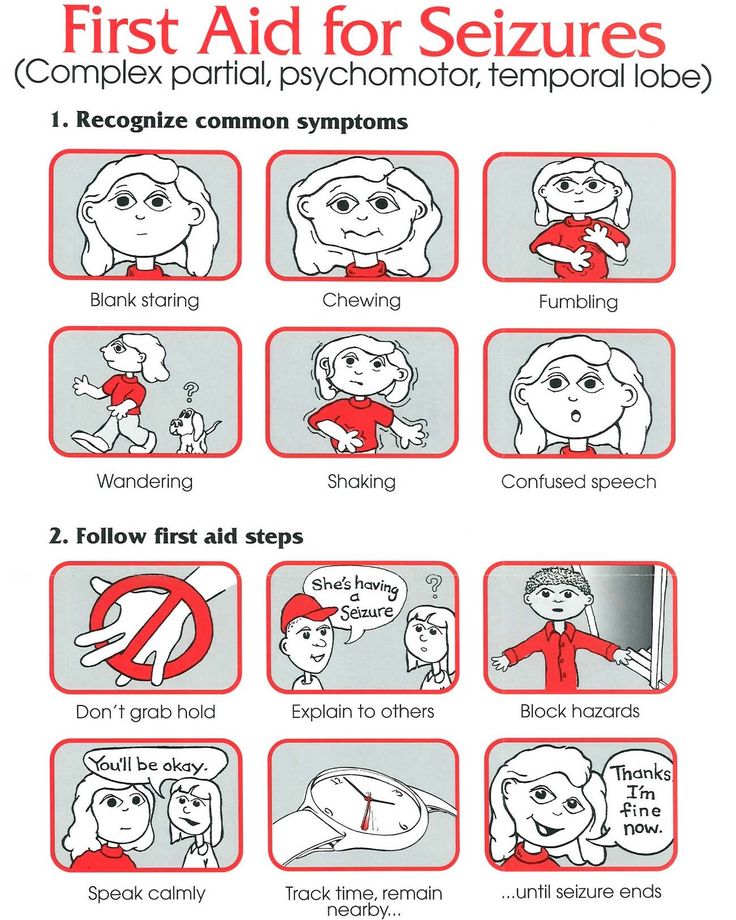 First Aid for Seizures
(Complex partial, psychomotor, temporal lobe)
1. Recognize common symptoms
Blank staring
Chewing
Fumbling
?
Wandering
Shaking
Confused speech
2. Follow first aid steps
She's having
a
Seizure
?
Don't grab hold
Explain to others
Block hazards
You'll be okay.
Thanks
I'm
fine
now.
Speak calmly
Track time, remain
nearby...
...until seizure ends